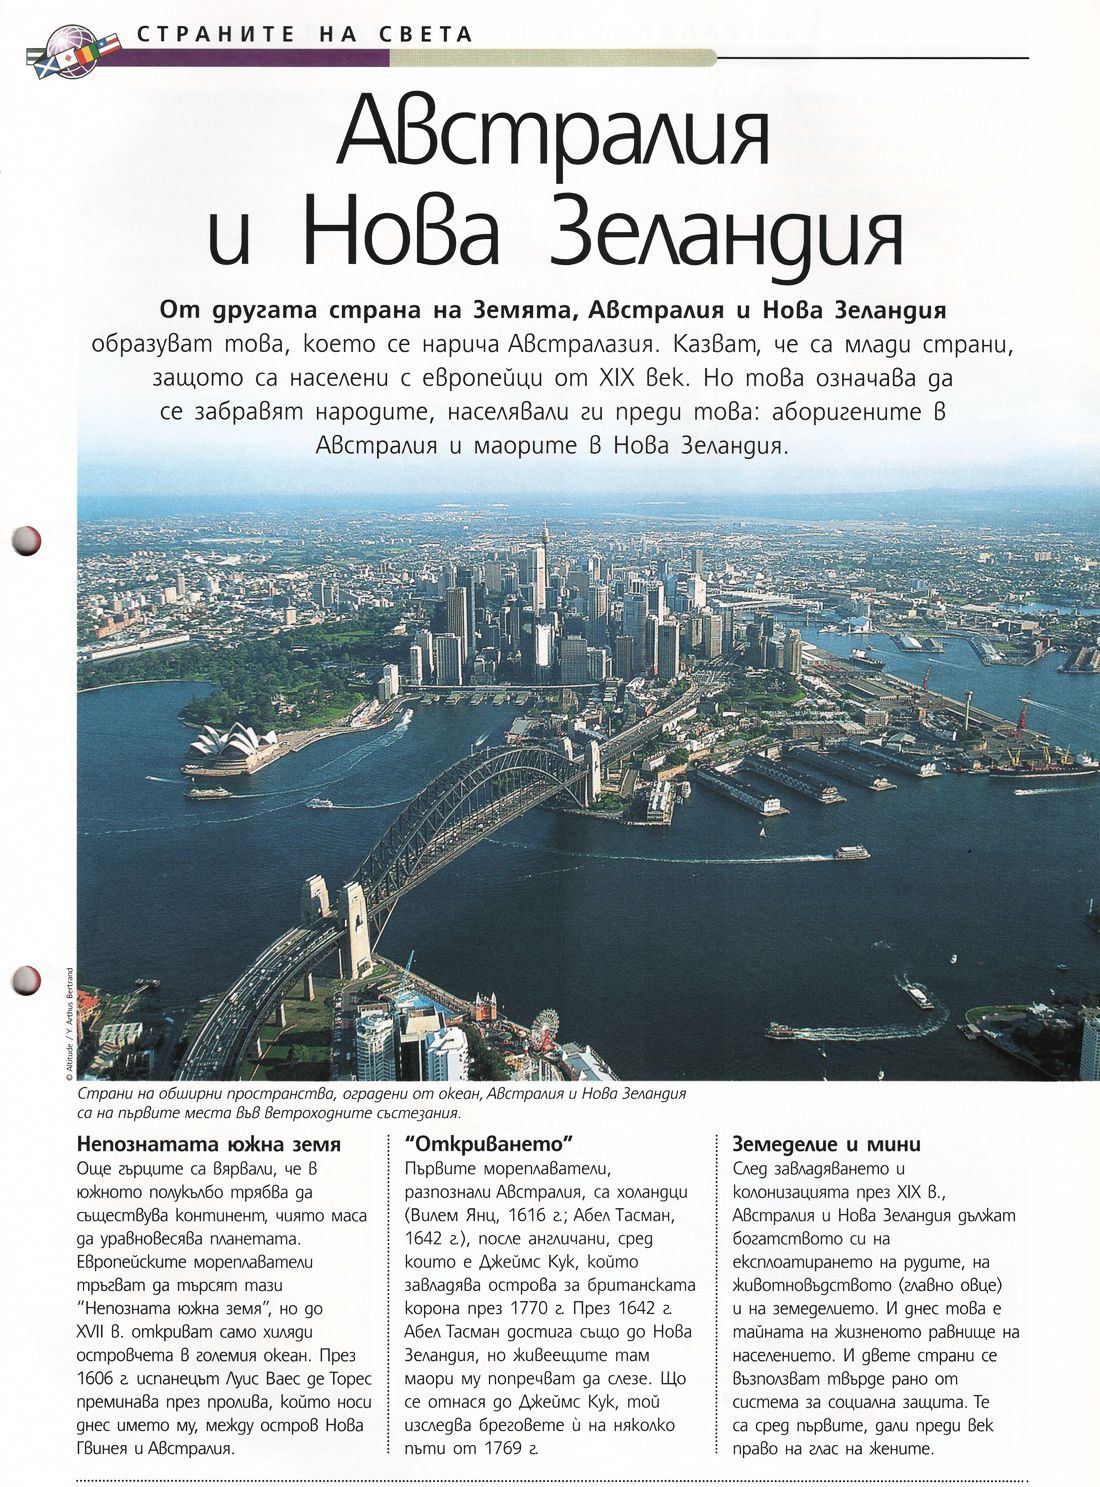 СТРАНИТЕ НА СВЕТА
Австралия
и Нова Зеландия
От другата страна на Земята, Австралия и Нова Зеландия
образуват това, което се нарича Австралазия. Казват, че са млади страни,
защото са населени с европейци от XIX век. Но това означава да
се забравят народите, населявали ги преди това: аборигените в
Австралия и маорите в Нова Зеландия.
© Altitude / Y. Arthus Bertrand
Страни на обширни пространства, оградени от океан, Австралия и Нова Зеландия
са на първите места във ветроходните състезания.
Непознатата южна земя
Още гърците са вярвали, че в
южното полукълбо трябва да
съществува континент, чиято маса
да уравновесява планетата.
Европейските мореплаватели
тръгват да търсят тази
"Непозната южна земя", но до
XVII в. откриват само хиляди
островчета в големия океан. През
1606 г. испанецът Луис Ваес де Торес
преминава през пролива, който носи
днес името му, между остров Нова
Гвинея и Австралия.
"Откриването"
Първите мореплаватели,
разпознали Австралия, са холандци
(Вилем Янц, 1616 г.; Абел Тасман,
1642 г.), после англичани, сред
които е Джеймс Кук, който
завладява острова за британската
корона през 1770 г. През 1642 г.
Абел Тасман достига също до Нова
Зеландия, но живеещите там
маори му попречват да слезе. Що
се отнася до Джеймс Кук, той
изследва бреговете ѝ на няколко
пъти от 1769 г.
Земеделие и мини
След завладяването и
колонизацията през XIX в.,
Австралия и Нова Зеландия дължат
богатството си на
експлоатирането на рудите, на
животновъдството (главно овце)
и на земеделието. И днес това е
тайната на жизненото равнище на
населението. И двете страни се
възползват твърде рано от
система за социална защита. Те
са сред първите, дали преди век
право на глас на жените.